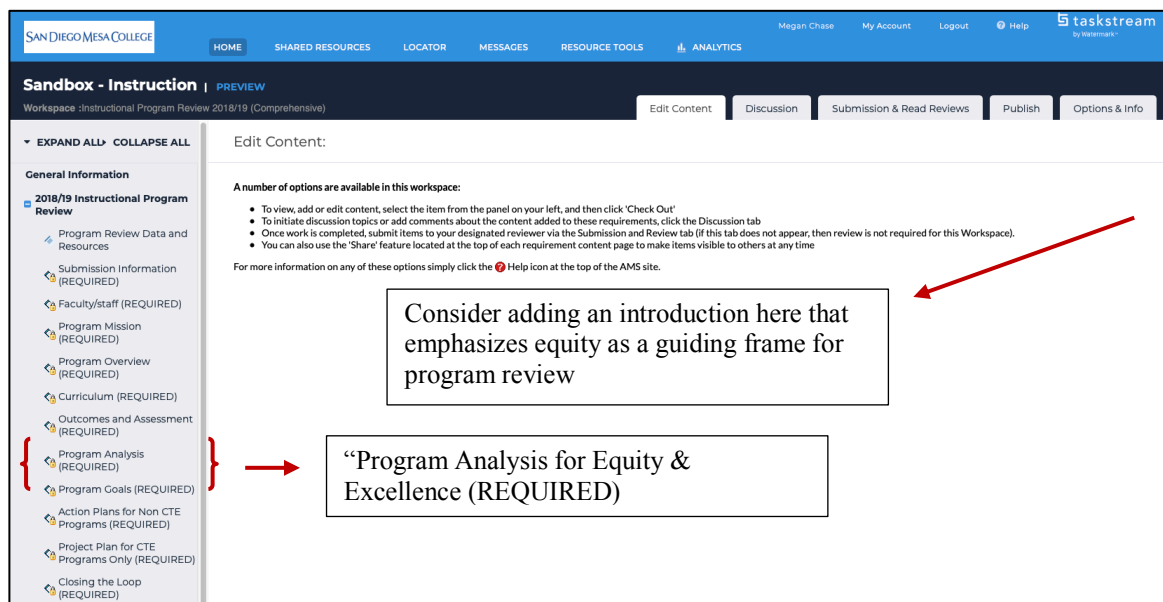 SAN DIEGO MESA COLLEGE
Megan Chase My Account Logout Help taskstream
by Watermark™
HOME SHARED RESOURCES LOCATOR MESSAGES RESOURCE TOOLS ANALYTICS
Sandbox - Instruction | PREVIEW
Workspace :Instructional Program Review 2018/19 (Comprehensive)
Edit Content Discussion Submission & Read Reviews Publish Options & Info
EXPAND ALL COLLAPSE ALL
General Information
2018/19 Instructional Program
Review
Program Review Data and
Resources
Submission Information
(REQUIRED)
Faculty/staff (REQUIRED)
Program Mission
(REQUIRED)
Program Overview
(REQUIRED)
Curriculum (REQUIRED)
Outcomes and Assessment
(REQUIRED)
Program Analysis
(REQUIRED)
Program Goals (REQUIRED)
Action Plans for Non CTE
Programs (REQUIRED)
Project Plan for CTE
Programs Only (REQUIRED)
Closing the Loop
(REQUIRED)
Edit Content:
A number of options are available in this workspace:
• To view, add or edit content, select the item from the panel on your left, and then click 'Check Out'
• To initiate discussion topics or add comments about the content added to these requirements, click the Discussion tab
• Once work is completed, submit items to your designated reviewer via the Submission and Review tab (if this tab does not appear, then review is not required for this Workspace).
• You can also use the 'Share' feature located at the top of each requirement content page to make items visible to others at any time
For more information on any of these options simply click the ? Help icon at the top of the AMS site.
Consider adding an introduction here that
emphasizes equity as a guiding frame for
program review
“Program Analysis for Equity &
Excellence (REQUIRED)